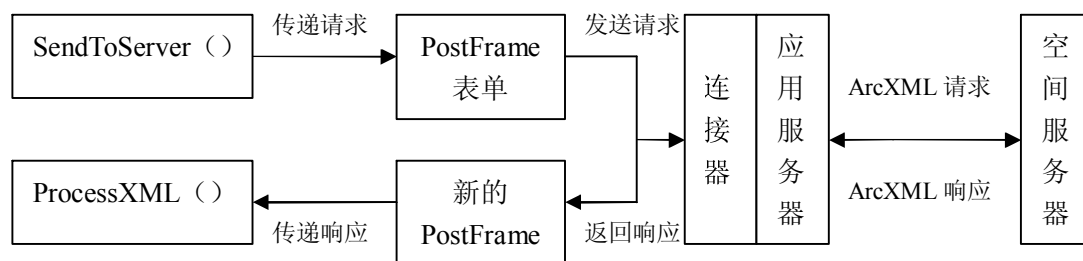 SendToServer（）
传递请求
PostFrame
表单
发送请求
连接器
应用服务器
ArcXML 请求
ArcXML 响应
空间服务器
ProcessXML（）
传递响应
新的
PostFrame
返回响应